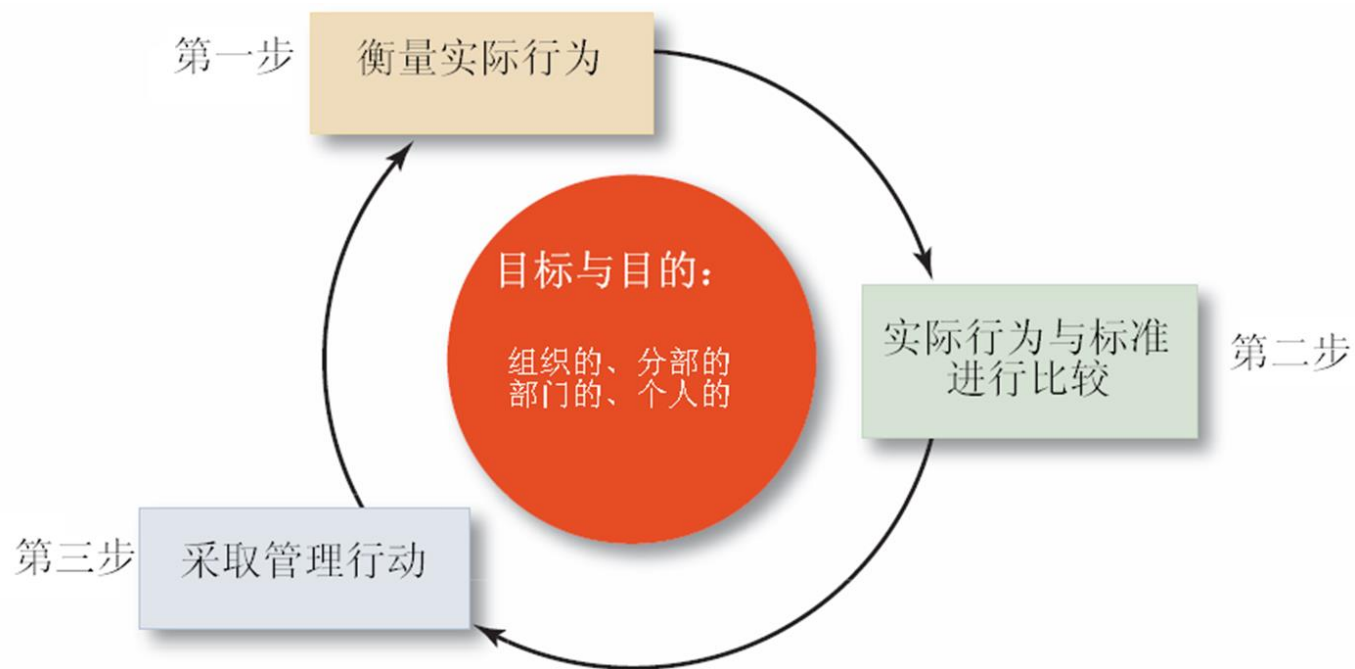 第一步
衡量实际行为
目标与目的：
组织的、分部的
部门的、个人的
实际行为与标准
进行比较
第二步
第三步
采取管理行动